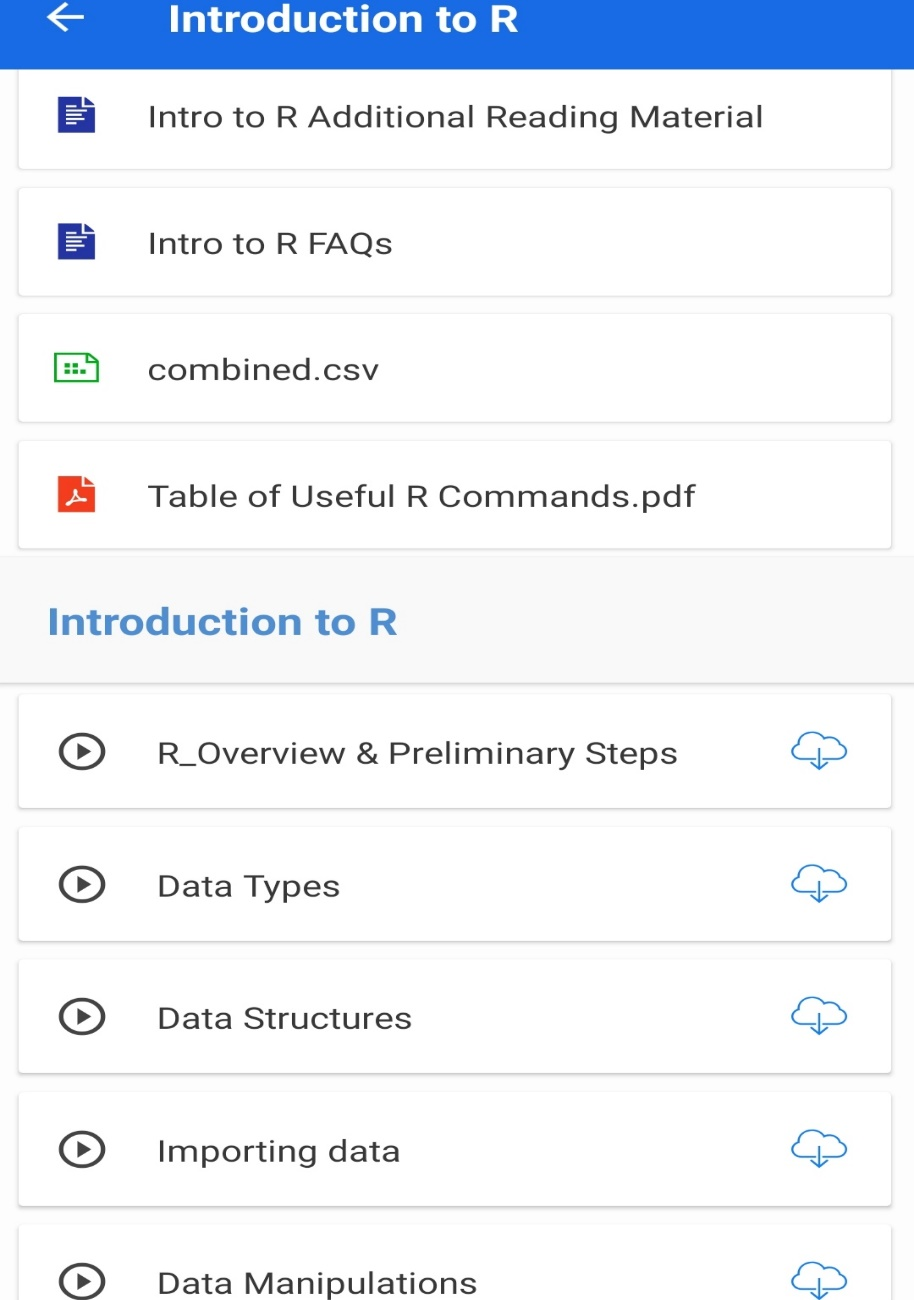 Introduction to R
Intro to R Additional Reading Material
Intro to R FAQs
combined.csv
Table of Useful R Commands.pdf
Introduction to R
R_Overview & Preliminary Steps
Data Types
Data Structures
Importing data
Data Manipulations